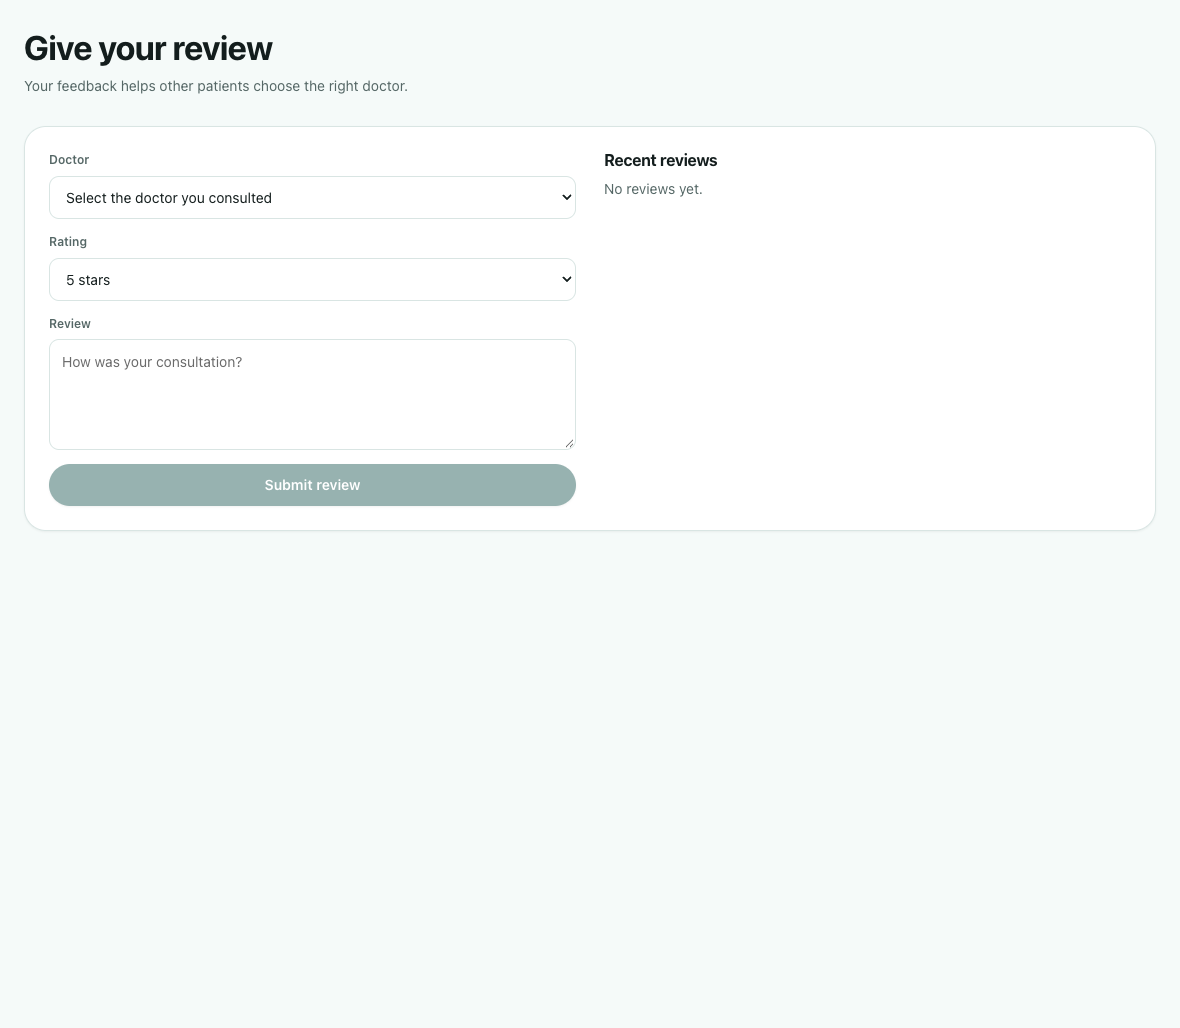 Give your review
Your feedback helps other patients choose the right doctor.
Doctor
Select the doctor you consulted
Rating
5 stars
Review
How was your consultation?
Submit review
Recent reviews
No reviews yet.